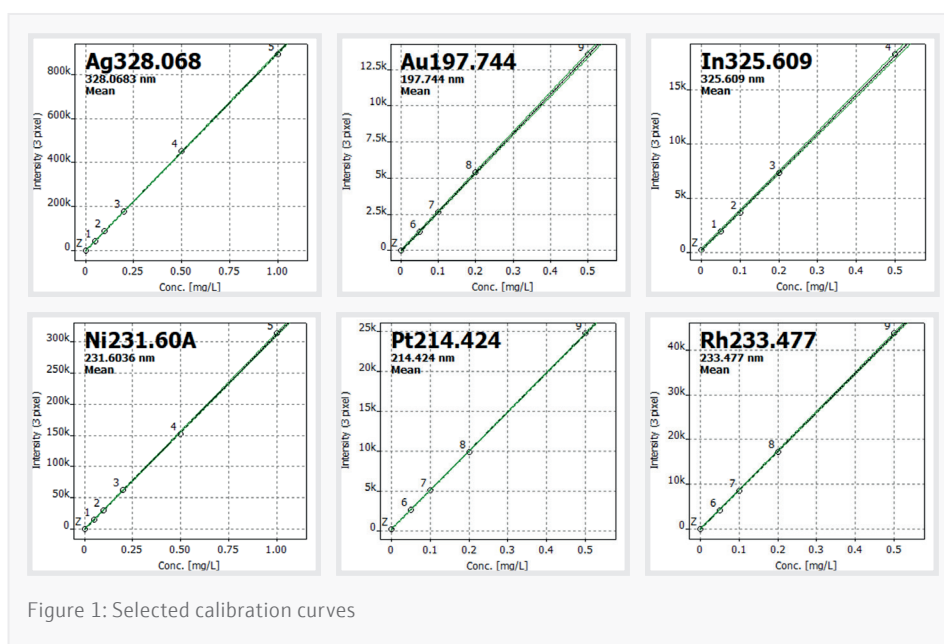 Ag328.068
328.0683 nm
Mean
Intensity (3 pixel)
800k
600k
400k
200k
0
Z
1
2
3
4
5
0
0.25
0.50
0.75
1.00
Conc. [mg/L]
Au197.744
197.744 nm
Mean
Intensity (3 pixel)
12.5k
10k
7.5k
5k
2.5k
0
Z
6
7
8
9
0
0.1
0.2
0.3
0.4
0.5
Conc. [mg/L]
In325.609
325.609 nm
Mean
Intensity (3 pixel)
15k
10k
5k
0
Z
1
2
3
4
0
0.1
0.2
0.3
0.4
0.5
Conc. [mg/L]
Ni231.60A
231.6036 nm
Mean
Intensity (3 pixel)
300k
250k
200k
150k
100k
50k
0
Z
1
2
3
4
5
0
0.25
0.50
0.75
1.00
Conc. [mg/L]
Pt214.424
214.424 nm
Mean
Intensity (3 pixel)
25k
20k
15k
10k
5k
0
Z
6
7
8
9
0
0.1
0.2
0.3
0.4
0.5
Conc. [mg/L]
Rh233.477
233.477 nm
Mean
Intensity (3 pixel)
40k
30k
20k
10k
0
Z
6
7
8
9
0
0.1
0.2
0.3
0.4
0.5
Conc. [mg/L]
Figure 1: Selected calibration curves